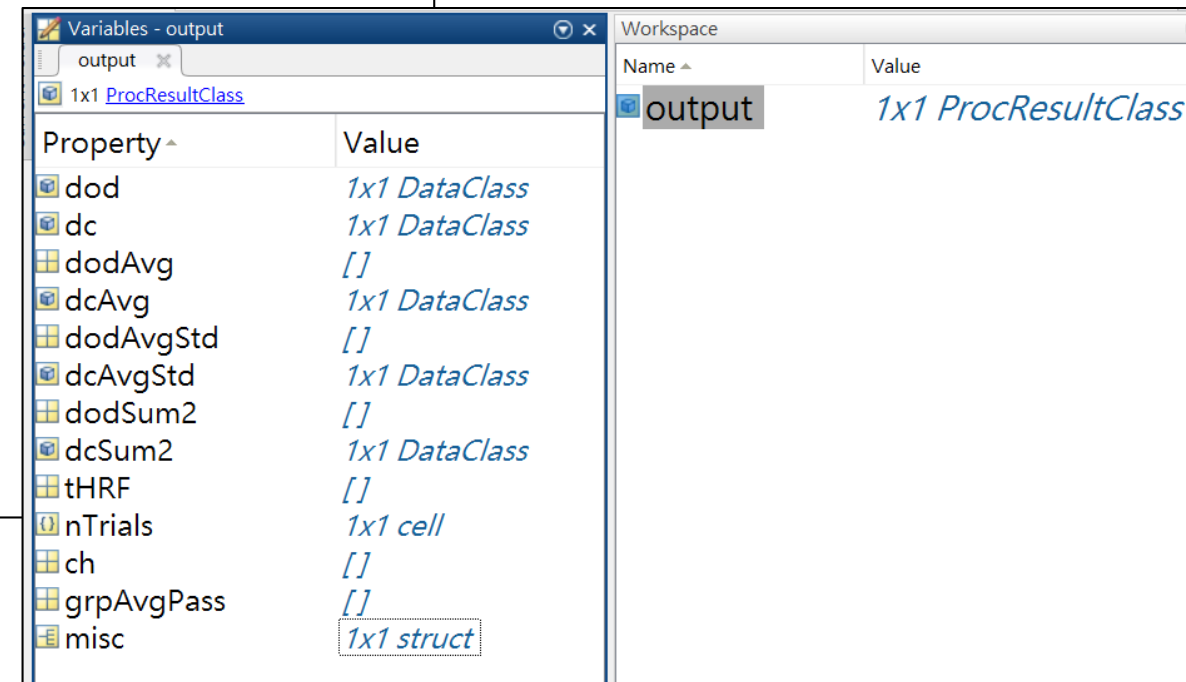 Variables - output
output
1x1 ProcResultClass
Property Value
dod 1x1 DataClass
dc 1x1 DataClass
dodAvg []
dcAvg 1x1 DataClass
dodAvgStd []
dcAvgStd 1x1 DataClass
dodSum2 []
dcSum2 1x1 DataClass
tHRF []
nTrials 1x1 cell
ch []
grpAvgPass []
misc 1x1 struct
Workspace
Name Value
output 1x1 ProcResultClass